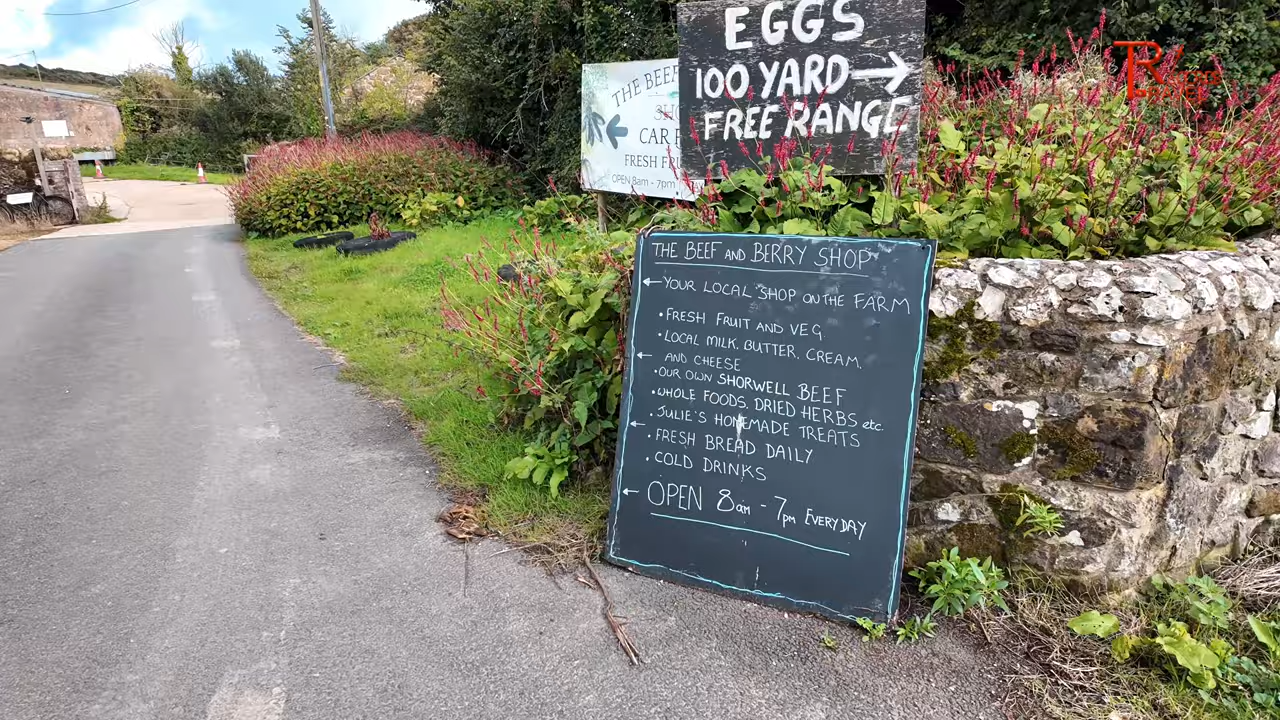 EGGS
100 YARD →
FREE RANGE
THE BEEF
CAR
FRESH
OPEN 8am - 7pm
THE BEEF AND BERRY SHOP
← YOUR LOCAL SHOP ON THE FARM
• FRESH FRUIT AND VEG
• LOCAL MILK, BUTTER, CREAM,
← AND CHEESE
• OUR OWN SHORWELL BEEF
• WHOLE FOODS, DRIED HERBS etc.
• JULIE'S HOMEMADE TREATS
← • FRESH BREAD DAILY
• COLD DRINKS
← OPEN 8am - 7pm EVERYDAY